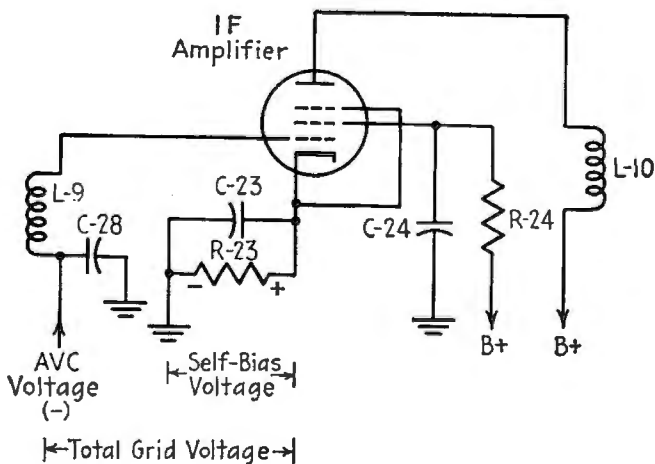 IF
Amplifier
L-9
C-28
C-23
R-23
- +
C-24
R-24
L-10
B+ B+
AVC
Voltage
(-)
Self-Bias
Voltage
Total Grid Voltage